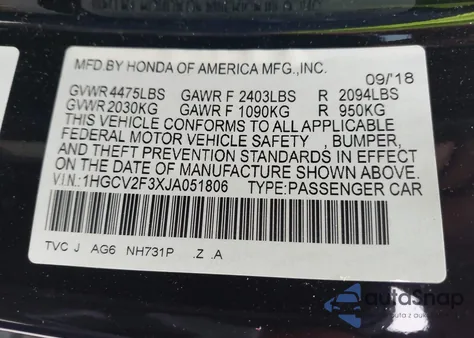 MFD.BY HONDA OF AMERICA MFG.,INC.
09/'18
GVWR 4475LBS GAWR F 2403LBS R 2094LBS
GVWR 2030KG GAWR F 1090KG R 950KG
THIS VEHICLE CONFORMS TO ALL APPLICABLE
FEDERAL MOTOR VEHICLE SAFETY , BUMPER,
AND THEFT PREVENTION STANDARDS IN EFFECT
ON THE DATE OF MANUFACTURE SHOWN ABOVE.
V.I.N.:1HGCV2F3XJA051806 TYPE:PASSENGER CAR
TVC J AG6 NH731P .Z .A
autoSnap